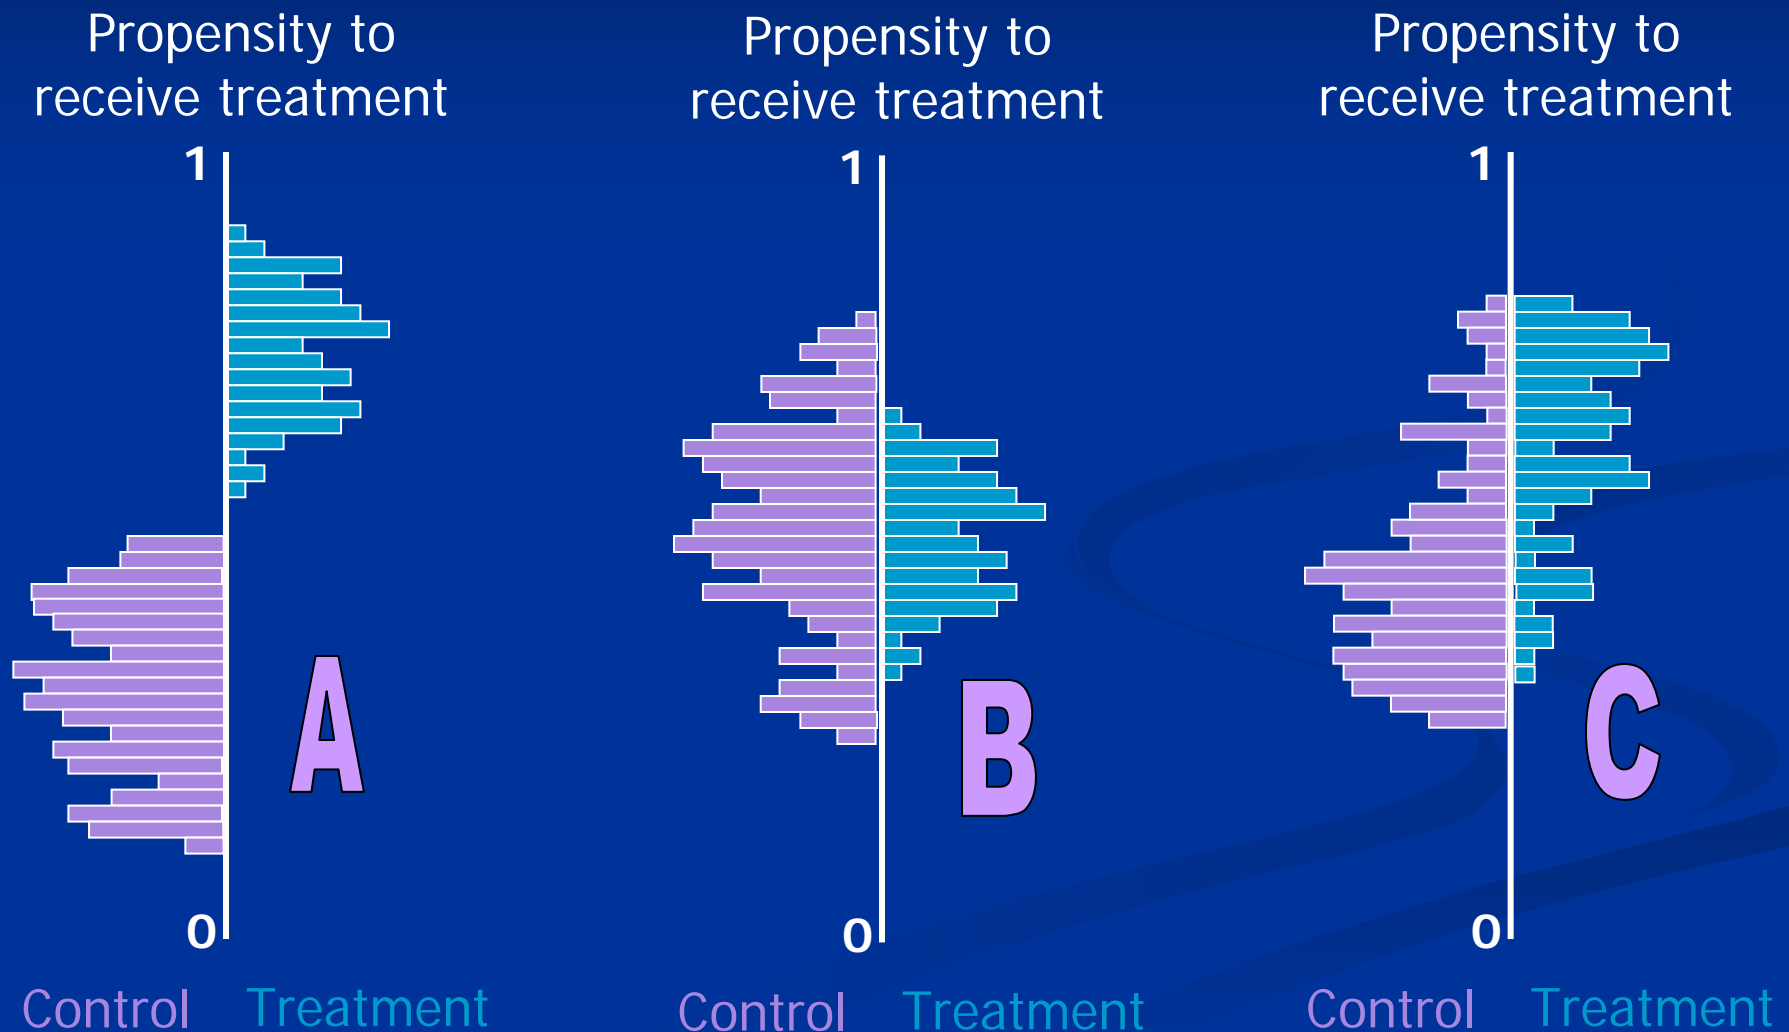 Propensity to
receive treatment
1
A
0
Control Treatment
Propensity to
receive treatment
1
B
0
Control Treatment
Propensity to
receive treatment
1
C
0
Control Treatment